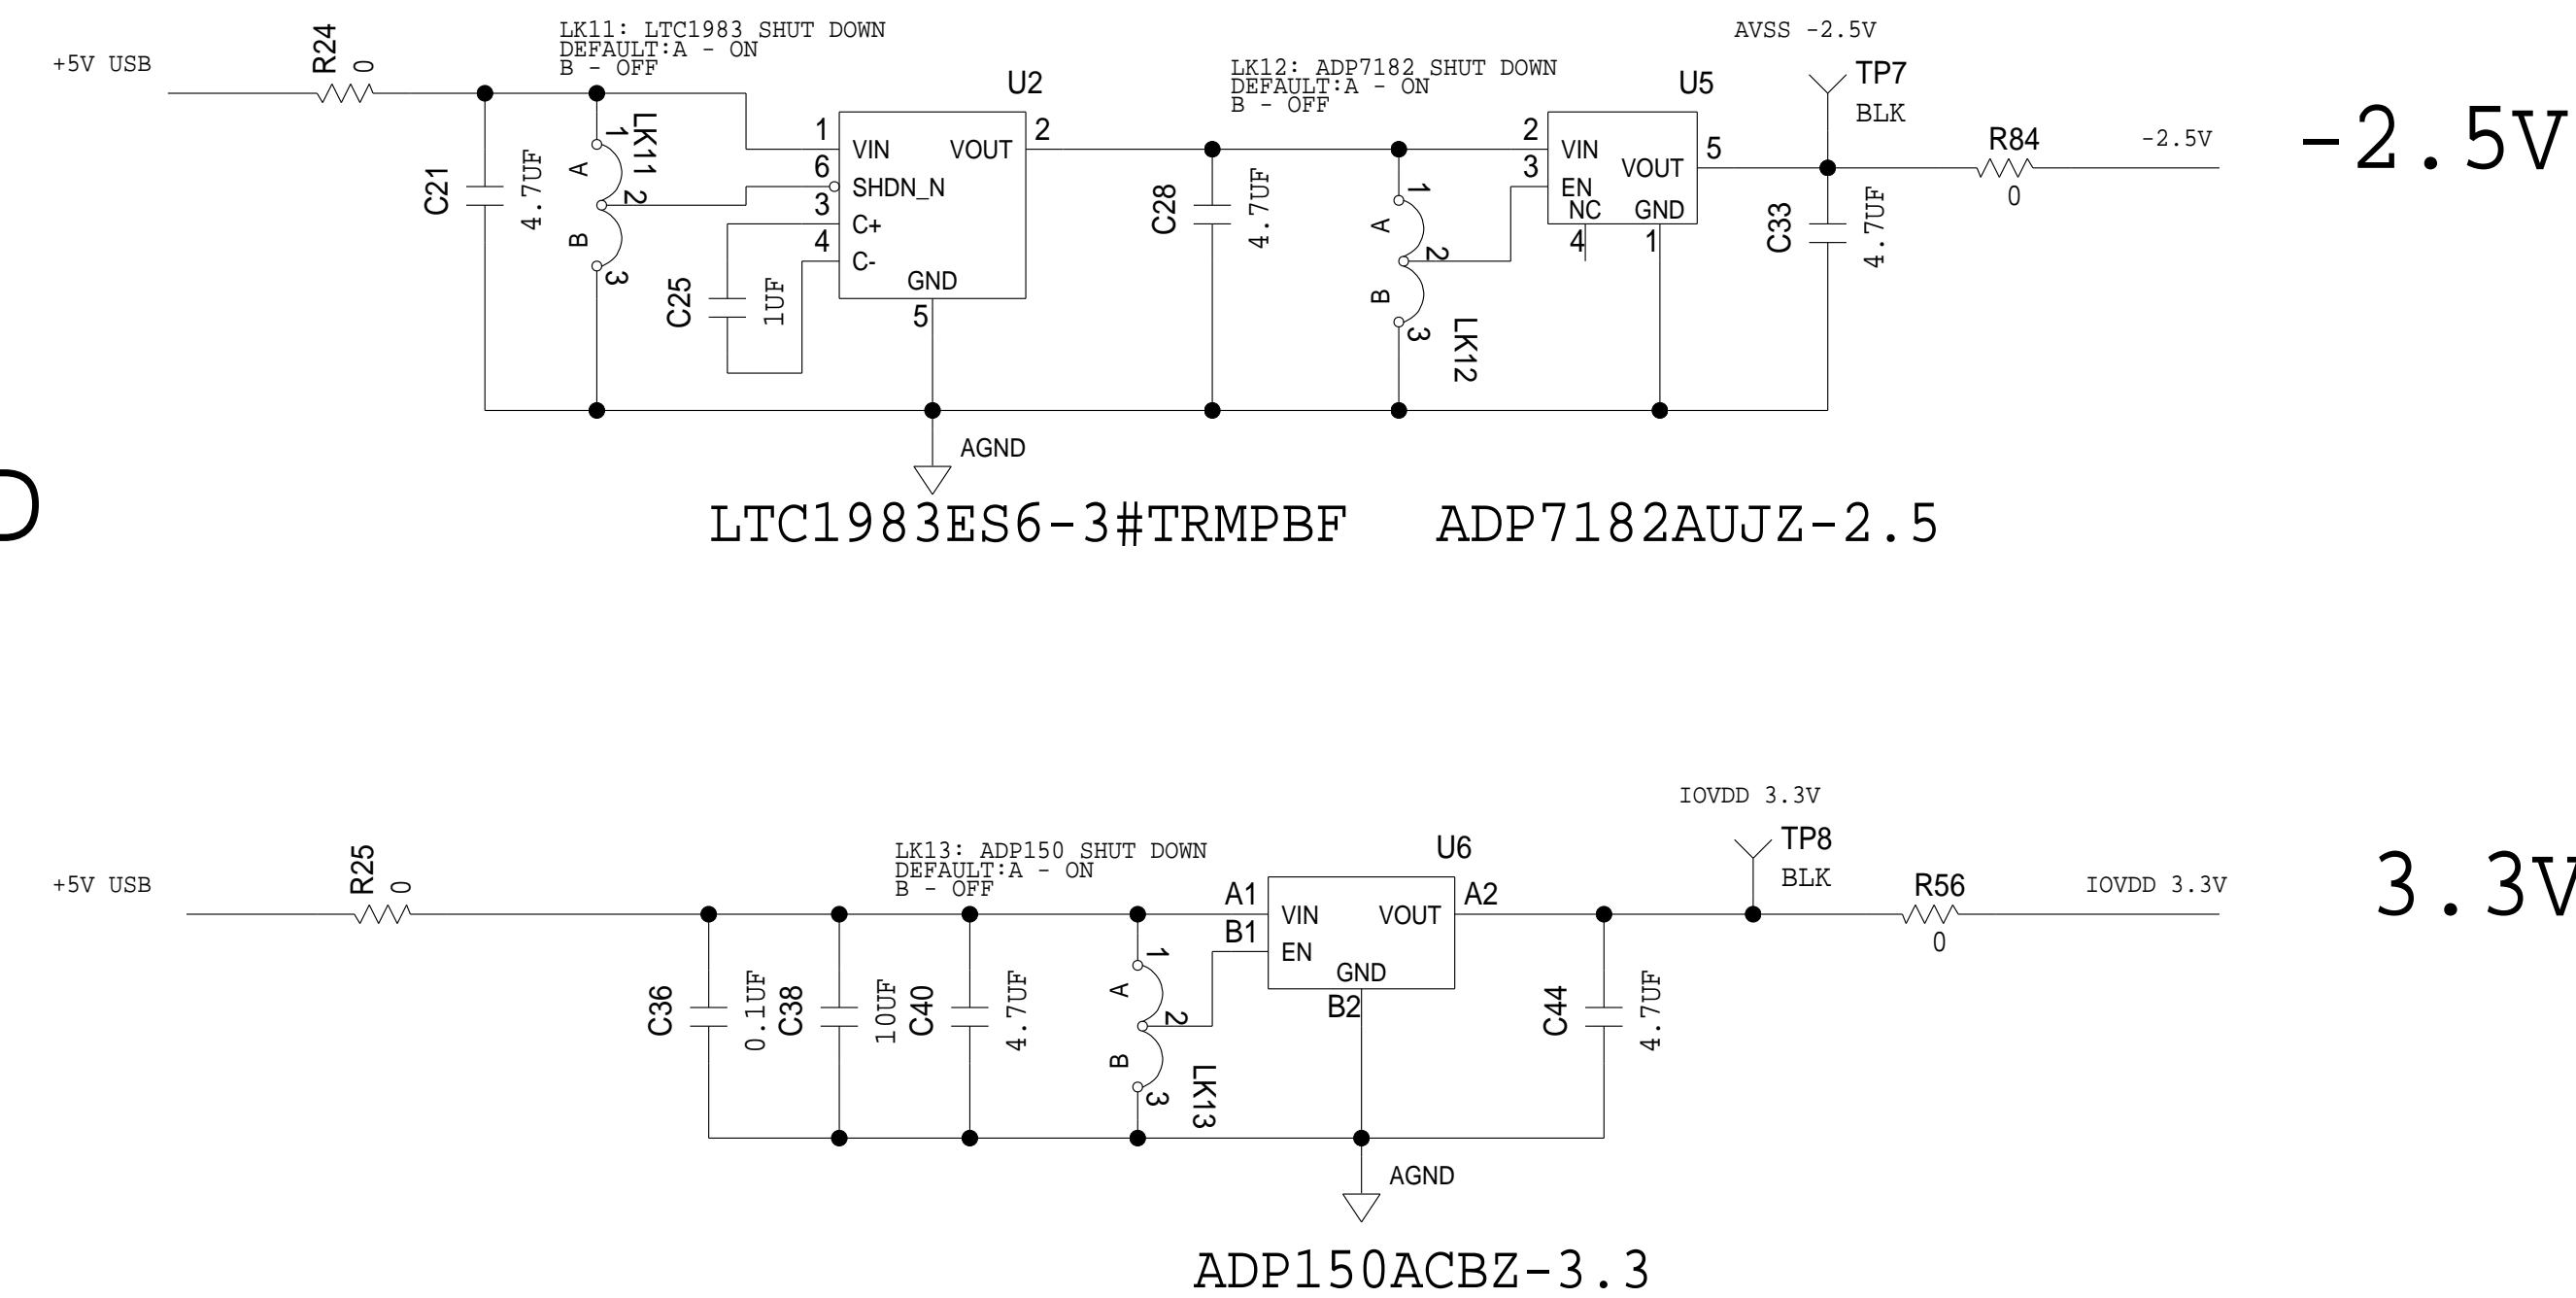 +5V USB
R24
0
LK11: LTC1983 SHUT DOWN
DEFAULT:A - ON
B - OFF
C21
4.7UF
LK11
1
A
2
B
3
C25
1UF
U2
1
VIN
6
SHDN_N
3
C+
4
C-
VOUT
2
GND
5
AGND
LK12: ADP7182 SHUT DOWN
DEFAULT:A - ON
B - OFF
C28
4.7UF
1
A
2
B
3
LK12
U5
2
VIN
3
EN
NC
4
GND
1
VOUT
5
AVSS -2.5V
TP7
BLK
C33
4.7UF
R84
0
-2.5V
-2.5V
D
LTC1983ES6-3#TRMPBF
ADP7182AUJZ-2.5
+5V USB
R25
0
LK13: ADP150 SHUT DOWN
DEFAULT:A - ON
B - OFF
C36
0.1UF
C38
10UF
C40
4.7UF
1
A
2
B
3
LK13
U6
A1
VIN
B1
EN
VOUT
A2
GND
B2
AGND
C44
4.7UF
IOVDD 3.3V
TP8
BLK
R56
0
IOVDD 3.3V
3.3V
ADP150ACBZ-3.3